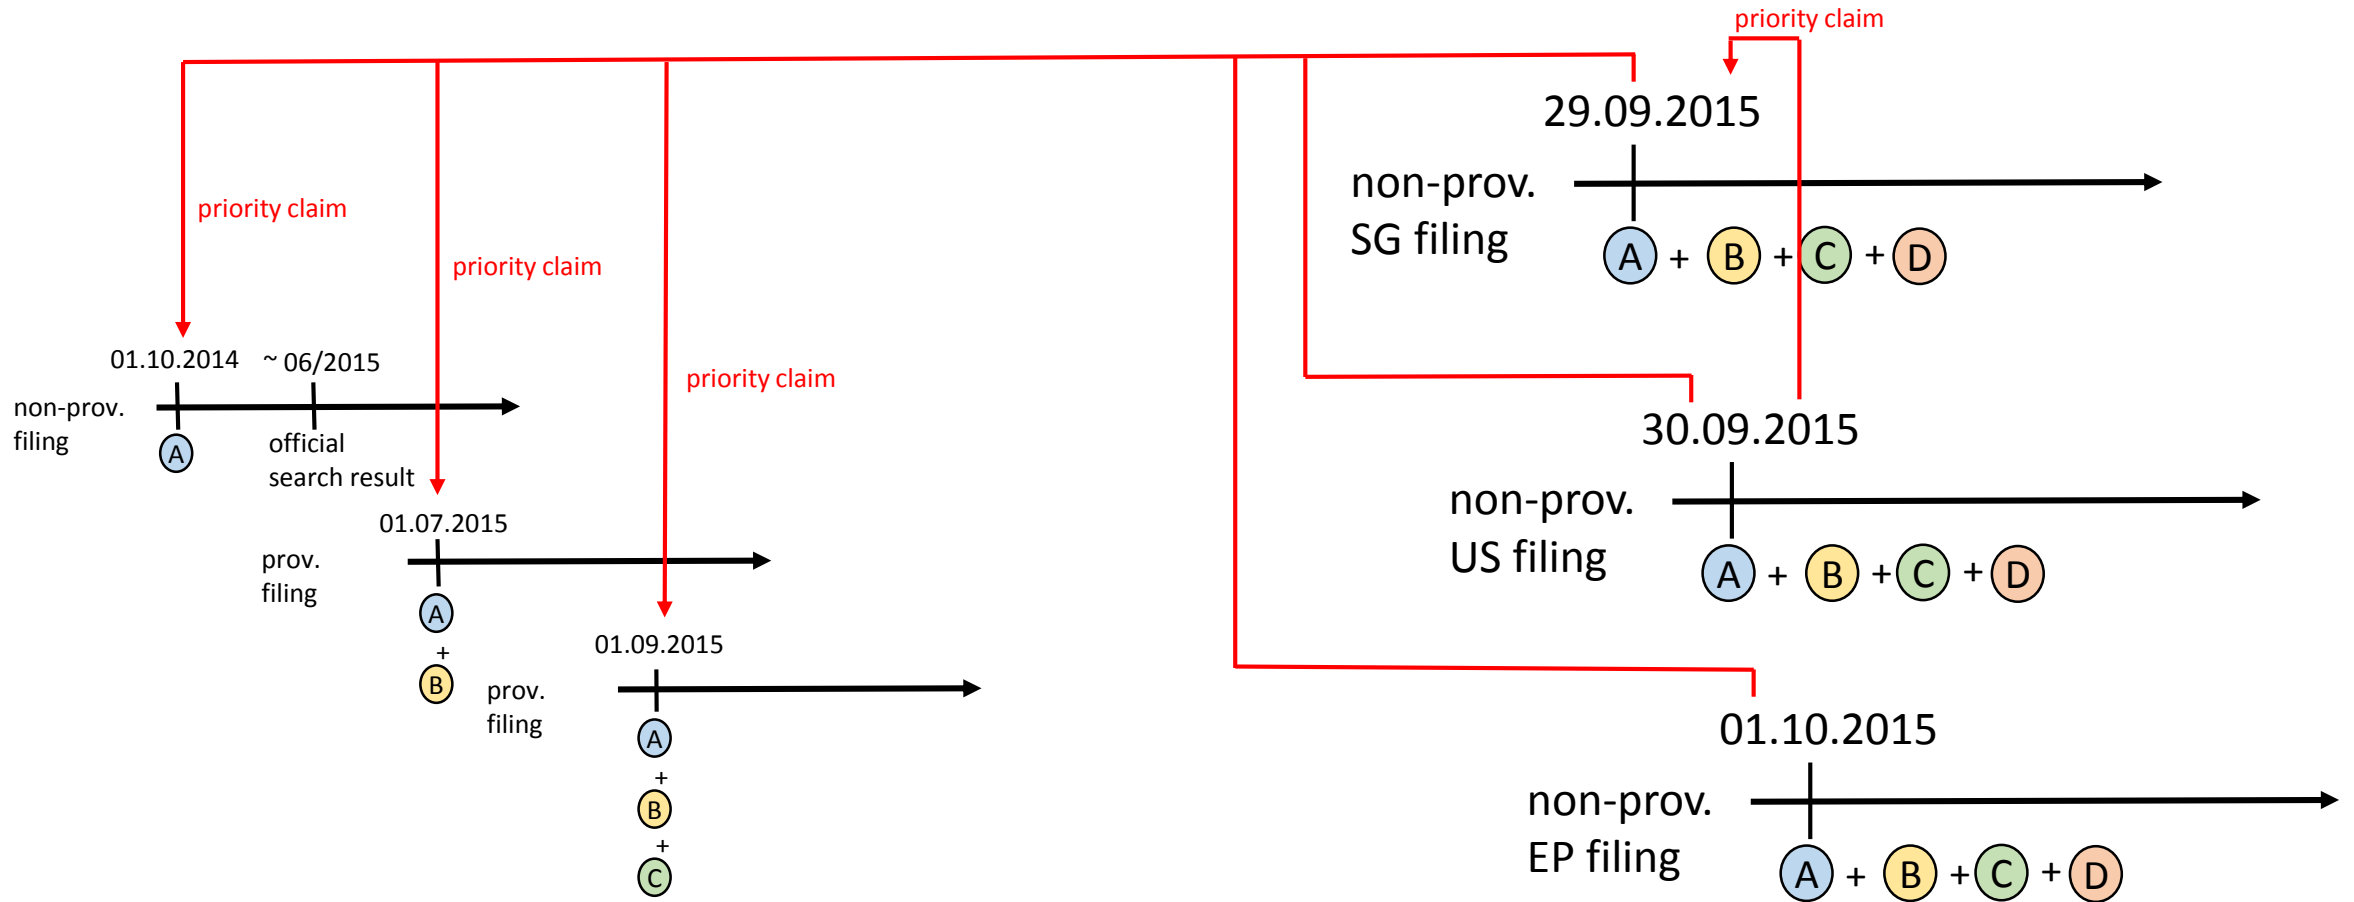 priority claim
29.09.2015
non-prov.
SG filing
A + B + C + D
priority claim
priority claim
priority claim
01.10.2014 ~ 06/2015
non-prov.
filing
A
official
search result
01.07.2015
prov.
filing
A
+
B
01.09.2015
prov.
filing
A
+
B
+
C
30.09.2015
non-prov.
US filing
A + B + C + D
01.10.2015
non-prov.
EP filing
A + B + C + D